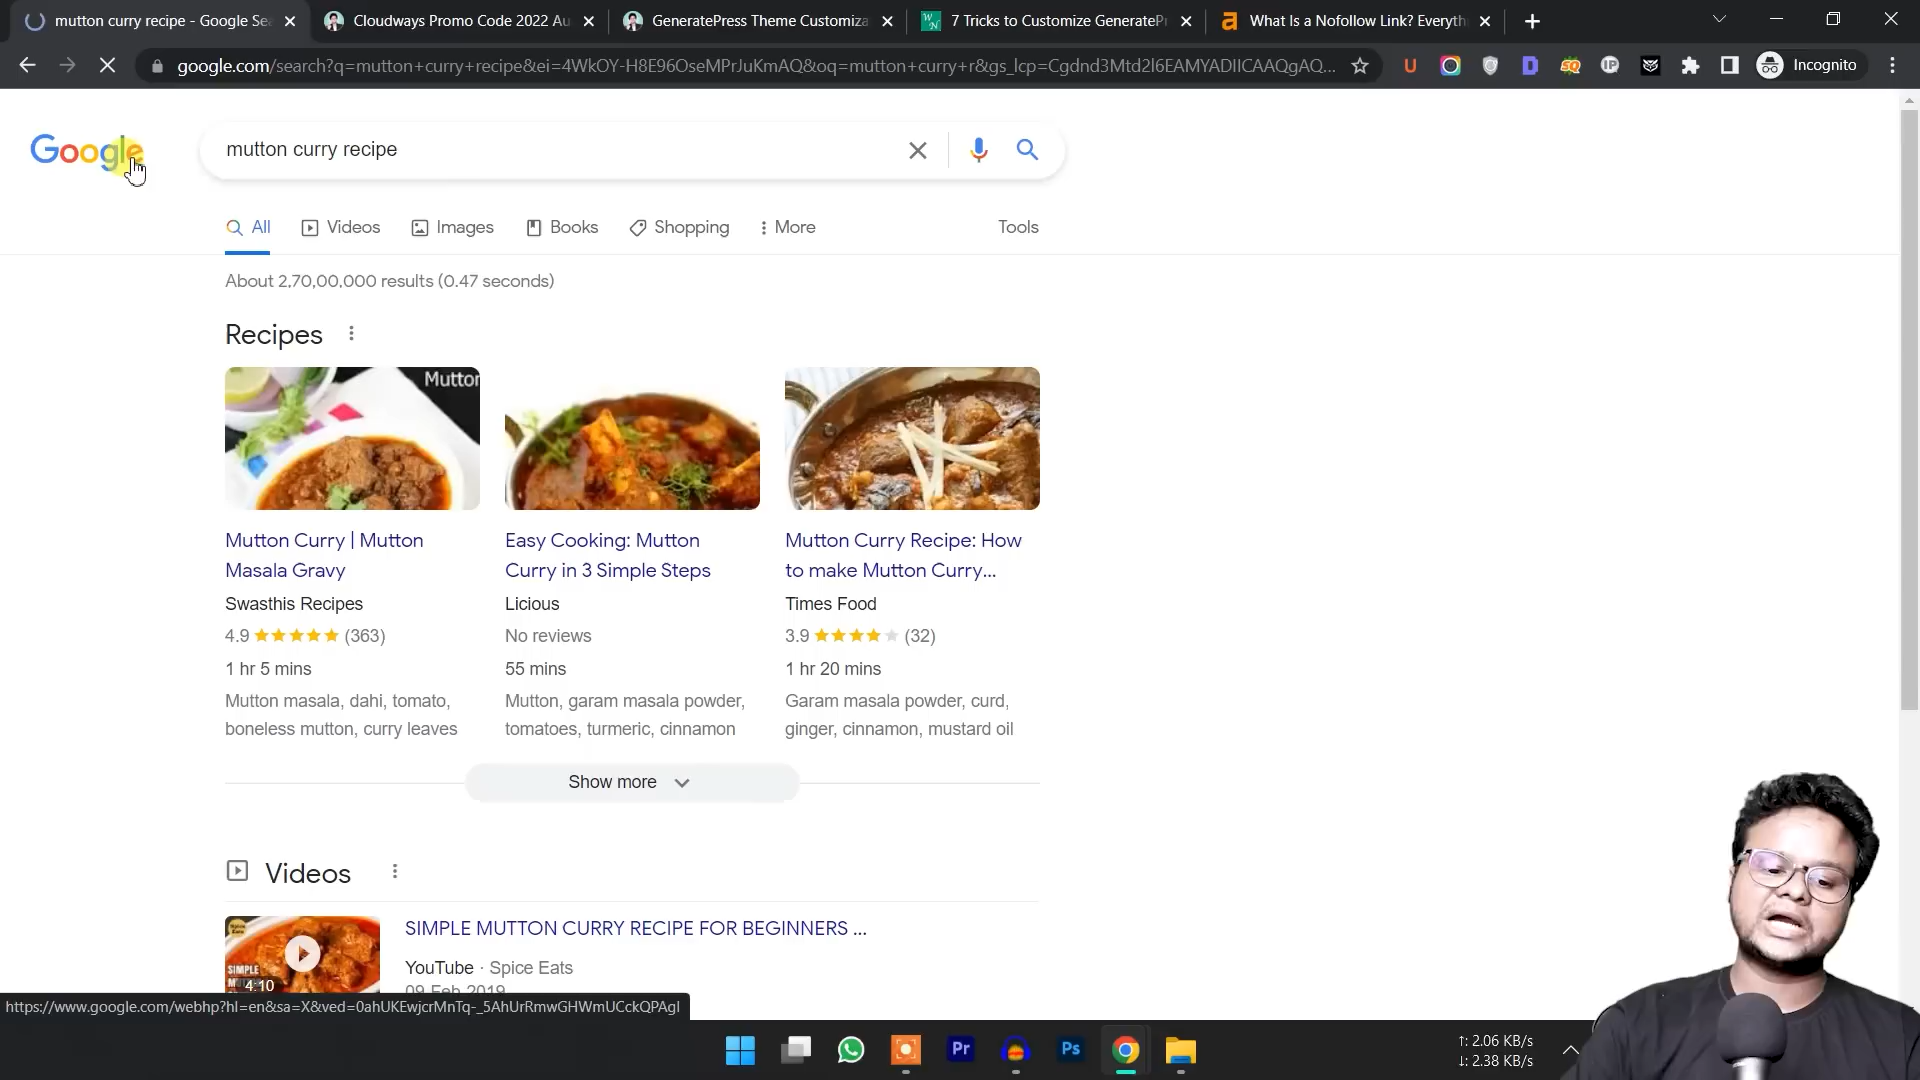 mutton curry recipe - Google Sea
Cloudways Promo Code 2022 Au
GeneratePress Theme Customiza
7 Tricks to Customize GeneratePr
What Is a Nofollow Link? Everyth
google.com/search?q=mutton+curry+recipe&ei=4WkOY-H8E96OseMPrJuKmAQ&oq=mutton+curry+r&gs_lcp=Cgdnd3Mtd2l6EAMYADIICAAQgAQ...
Incognito
Google
mutton curry recipe
All
Videos
Images
Books
Shopping
More
Tools
About 2,70,00,000 results (0.47 seconds)
Recipes
Mutton
Mutton Curry | Mutton
Masala Gravy
Swasthis Recipes
4.9 (363)
1 hr 5 mins
Mutton masala, dahi, tomato,
boneless mutton, curry leaves
Easy Cooking: Mutton
Curry in 3 Simple Steps
Licious
No reviews
55 mins
Mutton, garam masala powder,
tomatoes, turmeric, cinnamon
Mutton Curry Recipe: How
to make Mutton Curry...
Times Food
3.9 (32)
1 hr 20 mins
Garam masala powder, curd,
ginger, cinnamon, mustard oil
Show more
Videos
SIMPLE
4:10
SIMPLE MUTTON CURRY RECIPE FOR BEGINNERS ...
YouTube · Spice Eats
09 Feb 2019
https://www.google.com/webhp?hl=en&sa=X&ved=0ahUKEwjcrMnTq-_5AhUrRmwGHWmUCckQPAgI
Pr
Ps
↑: 2.06 KB/s
↓: 2.38 KB/s